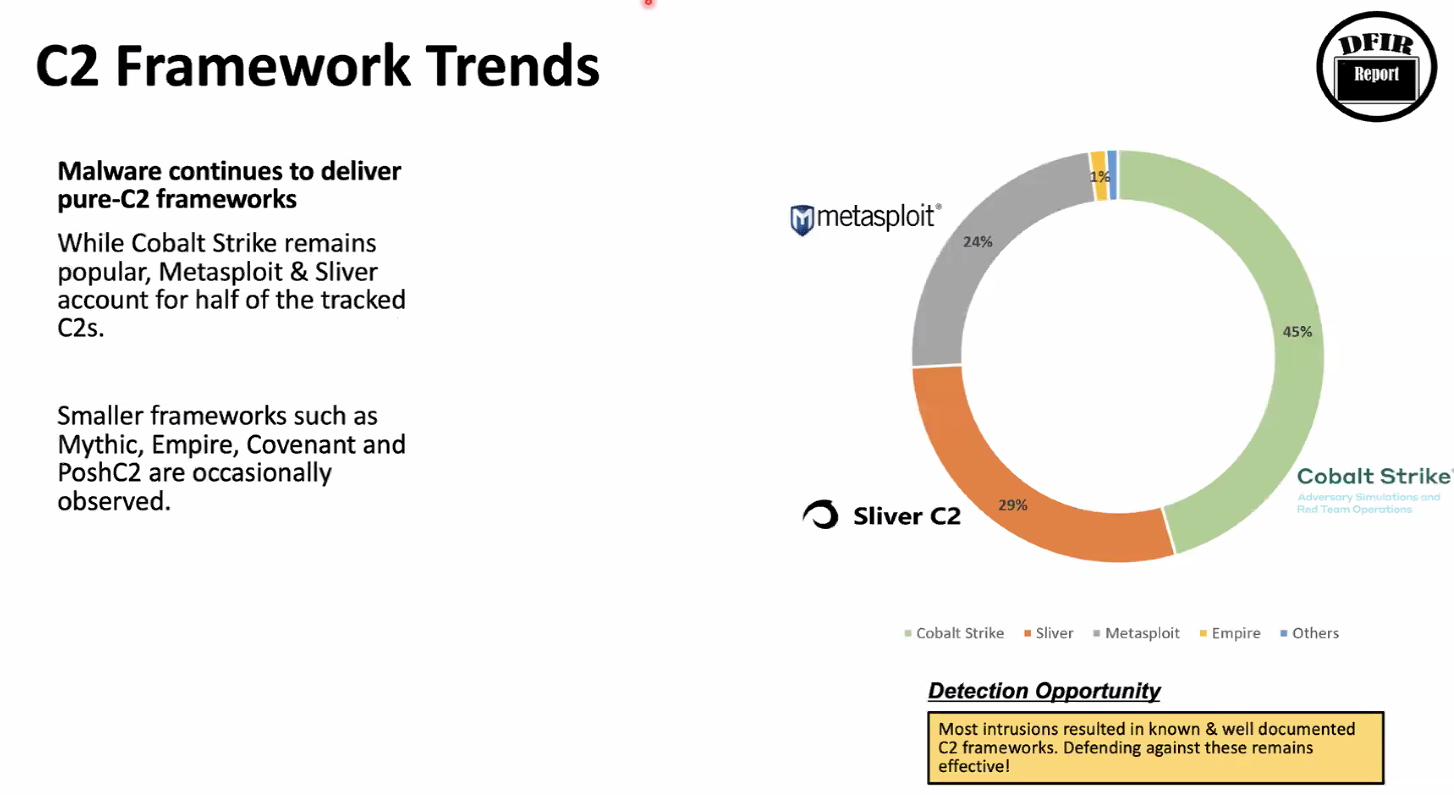 C2 Framework Trends
DFIR
Report
Malware continues to deliver
pure-C2 frameworks
While Cobalt Strike remains
popular, Metasploit & Sliver
account for half of the tracked
C2s.
Smaller frameworks such as
Mythic, Empire, Covenant and
PoshC2 are occasionally
observed.
metasploit®
1%
24%
45%
29%
Sliver C2
Cobalt Strike
Adversary Simulations and
Red Team Operations
Cobalt Strike Sliver Metasploit Empire Others
Detection Opportunity
Most intrusions resulted in known & well documented
C2 frameworks. Defending against these remains
effective!